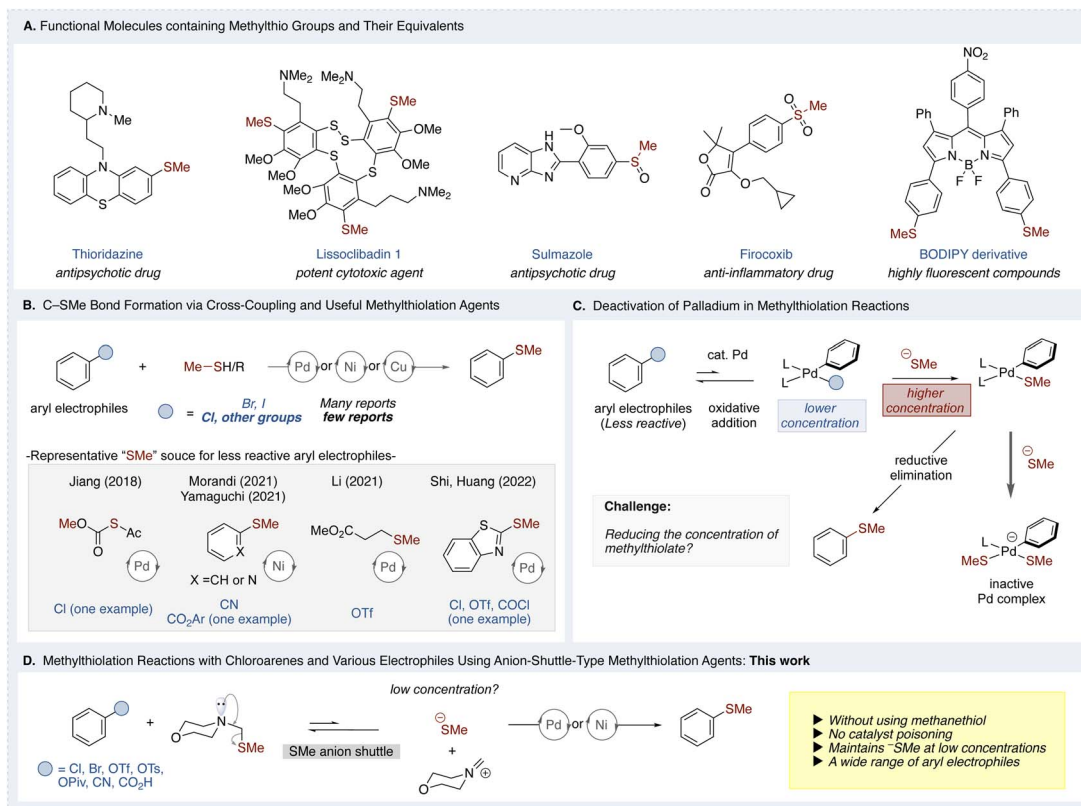 A. Functional Molecules containing Methylthio Groups and Their Equivalents
N
Me
N
S
SMe
Thioridazine
antipsychotic drug
NMe2
Me2N
SMe
MeS
S
S
OMe
MeO
MeO
S
OMe
OMe
MeO
S
MeO
NMe2
SMe
Lissoclibadin 1
potent cytotoxic agent
H
N
O
Me
N
N
S
O
Sulmazole
antipsychotic drug
O
S
Me
O
O
O
O
Firocoxib
anti-inflammatory drug
NO2
Ph
Ph
N
B
N
F
F
MeS
SMe
BODIPY derivative
highly fluorescent compounds
B. C–SMe Bond Formation via Cross-Coupling and Useful Methylthiolation Agents
+
Me–SH/R
Pd or Ni or Cu
SMe
aryl electrophiles
= Br, I
Cl, other groups
Many reports
few reports
-Representative "SMe" souce for less reactive aryl electrophiles-
Jiang (2018)
MeO
S
Ac
O
Pd
Cl (one example)
Morandi (2021)
Yamaguchi (2021)
SMe
X
X =CH or N
Ni
CN
CO2Ar (one example)
Li (2021)
MeO2C
SMe
Pd
OTf
Shi, Huang (2022)
S
SMe
N
Pd
Cl, OTf, COCl
(one example)
C. Deactivation of Palladium in Methylthiolation Reactions
aryl electrophiles
(Less reactive)
cat. Pd
oxidative
addition
L
L
Pd
lower
concentration
⊖
SMe
higher
concentration
L
L
Pd
SMe
reductive
elimination
⊖
SMe
SMe
L
Pd
⊖
MeS
SMe
inactive
Pd complex
Challenge:
Reducing the concentration of
methylthiolate?
D. Methylthiolation Reactions with Chloroarenes and Various Electrophiles Using Anion-Shuttle-Type Methylthiolation Agents: This work
+
N
O
SMe
= Cl, Br, OTf, OTs,
OPiv, CN, CO2H
SMe anion shuttle
low concentration?
⊖
SMe
+
N
⊕
O
Pd or Ni
SMe
▶ Without using methanethiol
▶ No catalyst poisoning
▶ Maintains ⁻SMe at low concentrations
▶ A wide range of aryl electrophiles